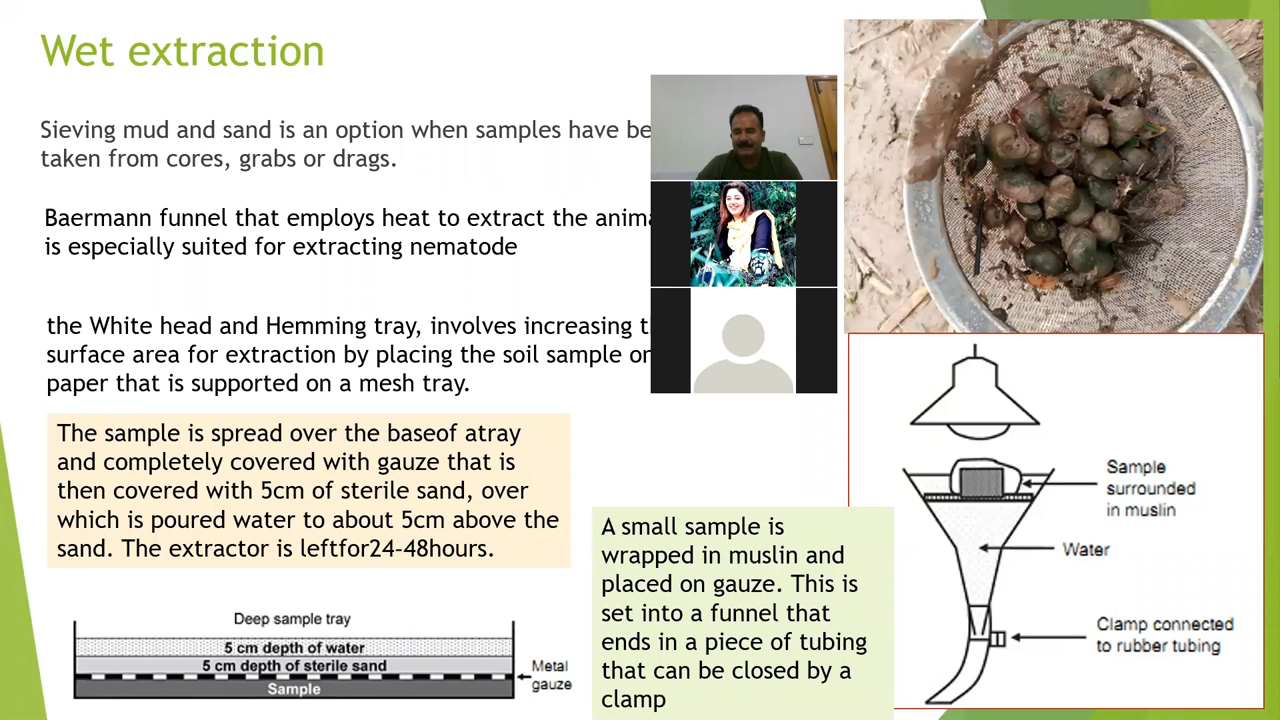 Wet extraction
Sieving mud and sand is an option when samples have be
taken from cores, grabs or drags.
Baermann funnel that employs heat to extract the anima
is especially suited for extracting nematode
the White head and Hemming tray, involves increasing t
surface area for extraction by placing the soil sample on
paper that is supported on a mesh tray.
The sample is spread over the baseof atray
and completely covered with gauze that is
then covered with 5cm of sterile sand, over
which is poured water to about 5cm above the
sand. The extractor is leftfor24-48hours.
Deep sample tray
5 cm depth of water
5 cm depth of sterile sand
Sample
Metal
gauze
A small sample is
wrapped in muslin and
placed on gauze. This is
set into a funnel that
ends in a piece of tubing
that can be closed by a
clamp
Sample
surrounded
in muslin
Water
Clamp connected
to rubber tubing